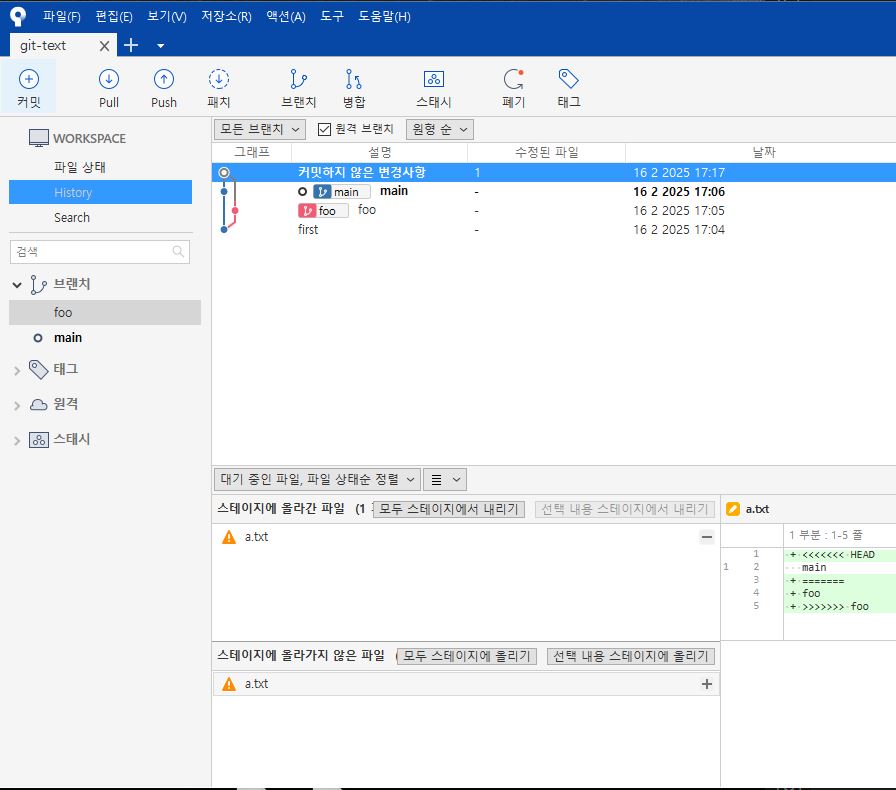 파일(F) 편집(E) 보기(V) 저장소(R) 액션(A) 도구 도움말(H)
git-text
커밋 Pull Push 패치 브랜치 병합 스태시 폐기 태그
WORKSPACE
파일 상태
History
Search
검색
브랜치
foo
main
태그
원격
스태시
모든 브랜치 원격 브랜치 원형 순
그래프 설명 수정된 파일 날짜
커밋하지 않은 변경사항 1 16 2 2025 17:17
main main - 16 2 2025 17:06
foo foo - 16 2 2025 17:05
first - 16 2 2025 17:04
대기 중인 파일, 파일 상태순 정렬
스테이지에 올라간 파일 (1 모두 스테이지에서 내리기 선택 내용 스테이지에서 내리기
a.txt
스테이지에 올라가지 않은 파일 ( 모두 스테이지에 올리기 선택 내용 스테이지에 올리기
a.txt
a.txt
1 부분 : 1-5 줄
1 + <<<<<<< HEAD
1 2 main
3 + =======
4 + foo
5 + >>>>>>> foo